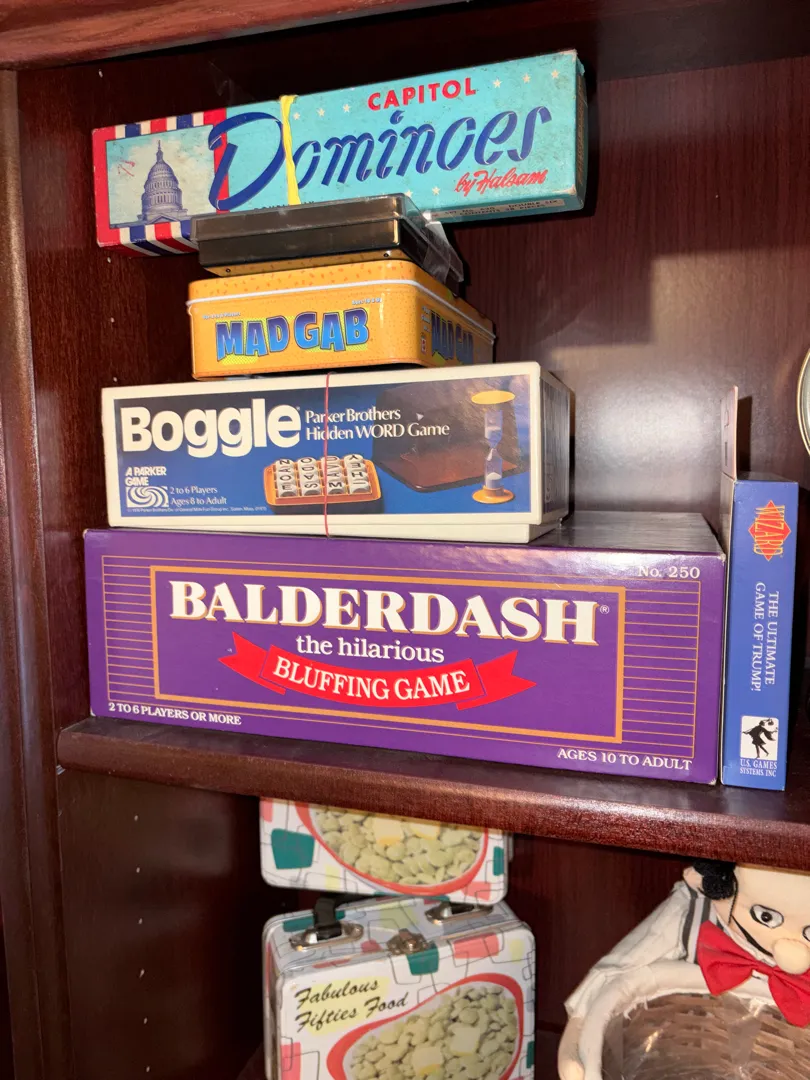 CAPITOL
Dominoes
by Halsam
MAD GAB
MAD GAB
Boggle
Parker Brothers
Hidden WORD Game
A PARKER
GAME
2 to 6 Players
Ages 8 to Adult
No. 250
BALDERDASH®
the hilarious
BLUFFING GAME
2 TO 6 PLAYERS OR MORE
AGES 10 TO ADULT
WIZARD
THE ULTIMATE
GAME OF TRUMP!
U.S. GAMES
SYSTEMS, INC
Fabulous
Fifties Food